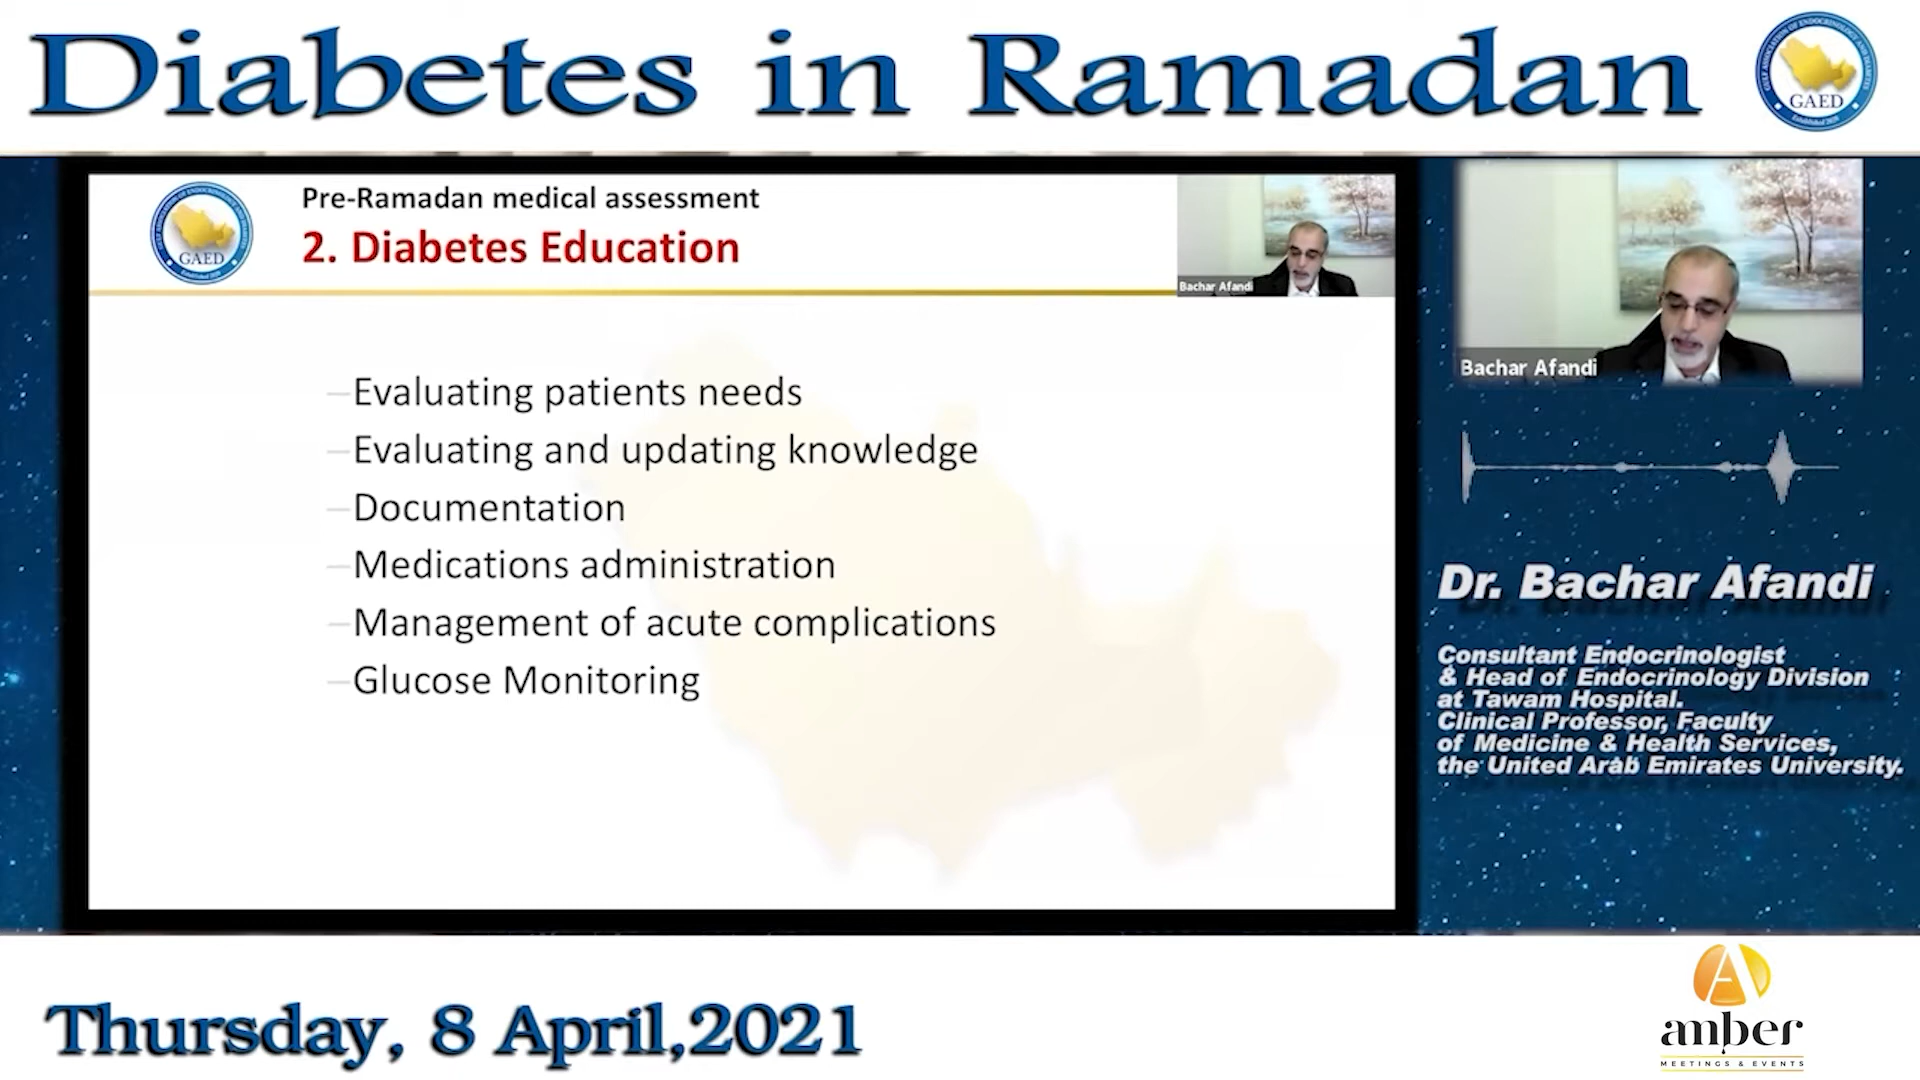 Diabetes in Ramadan
GAED
Pre-Ramadan medical assessment
2. Diabetes Education
GAED
Bachar Afandi
Bachar Afandi
–Evaluating patients needs
–Evaluating and updating knowledge
–Documentation
–Medications administration
–Management of acute complications
–Glucose Monitoring
Dr. Bachar Afandi
Consultant Endocrinologist
& Head of Endocrinology Division
at Tawam Hospital.
Clinical Professor, Faculty
of Medicine & Health Services,
the United Arab Emirates University.
Thursday, 8 April,2021
amber
MEETINGS & EVENTS